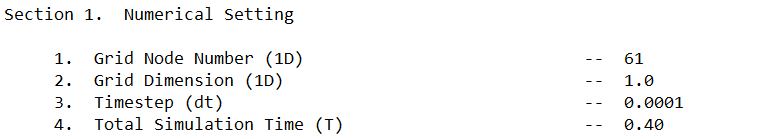 Section 1.  Numerical Setting
1.  Grid Node Number (1D)  --  61
2.  Grid Dimension (1D)  --  1.0
3.  Timestep (dt)  --  0.0001
4.  Total Simulation Time (T)  --  0.40